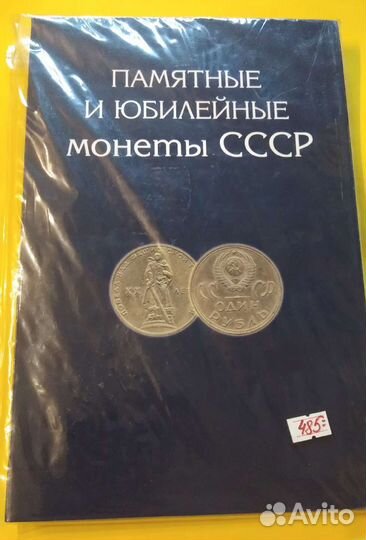 ПАМЯТНЫЕ
И ЮБИЛЕЙНЫЕ
монеты СССР
XX ЛЕТ
ОДИН
РУБЛЬ
485=
Avito